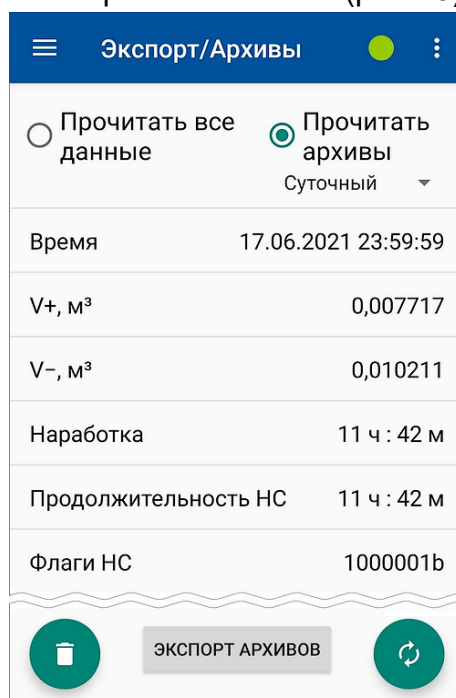 Экспорт/Архивы
Прочитать все данные
Прочитать архивы
Суточный
Время 17.06.2021 23:59:59
V+, м³ 0,007717
V−, м³ 0,010211
Наработка 11 ч : 42 м
Продолжительность НС 11 ч : 42 м
Флаги НС 1000001b
ЭКСПОРТ АРХИВОВ